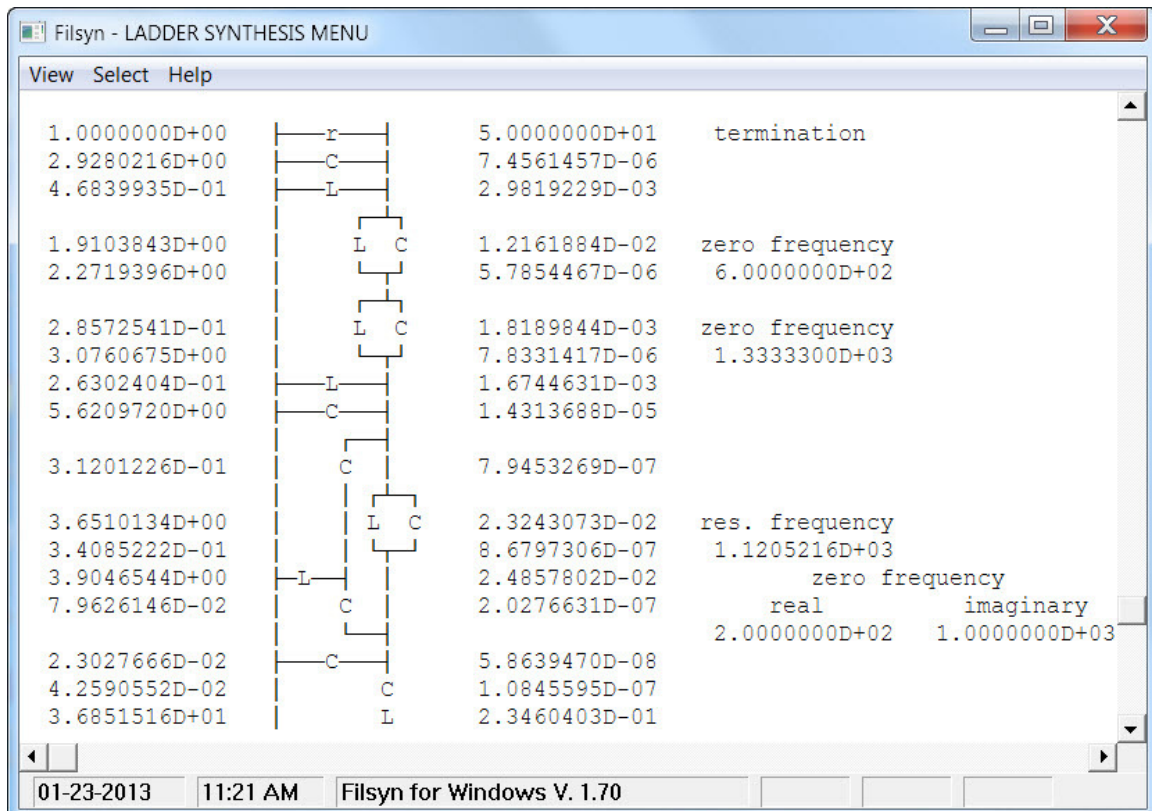 Filsyn - LADDER SYNTHESIS MENU
View Select Help
1.0000000D+00 r 5.0000000D+01 termination
2.9280216D+00 C 7.4561457D-06
4.6839935D-01 L 2.9819229D-03
1.9103843D+00 L C 1.2161884D-02 zero frequency
2.2719396D+00 5.7854467D-06 6.0000000D+02
2.8572541D-01 L C 1.8189844D-03 zero frequency
3.0760675D+00 7.8331417D-06 1.3333300D+03
2.6302404D-01 L 1.6744631D-03
5.6209720D+00 C 1.4313688D-05
3.1201226D-01 C 7.9453269D-07
3.6510134D+00 L C 2.3243073D-02 res. frequency
3.4085222D-01 8.6797306D-07 1.1205216D+03
3.9046544D+00 L 2.4857802D-02 zero frequency
7.9626146D-02 C 2.0276631D-07 real imaginary
2.0000000D+02 1.0000000D+03
2.3027666D-02 C 5.8639470D-08
4.2590552D-02 C 1.0845595D-07
3.6851516D+01 L 2.3460403D-01
01-23-2013 11:21 AM Filsyn for Windows V. 1.70